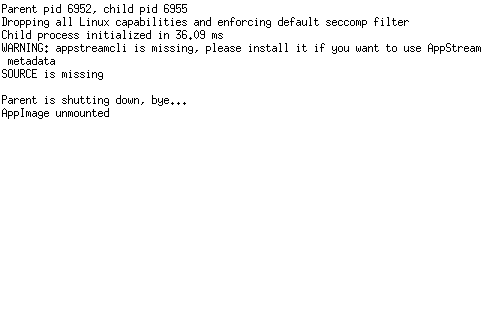 Parent pid 6952, child pid 6955
Dropping all Linux capabilities and enforcing default seccomp filter
Child process initialized in 36.09 ms
WARNING: appstreamcli is missing, please install it if you want to use AppStream
metadata
SOURCE is missing
Parent is shutting down, bye...
AppImage unmounted